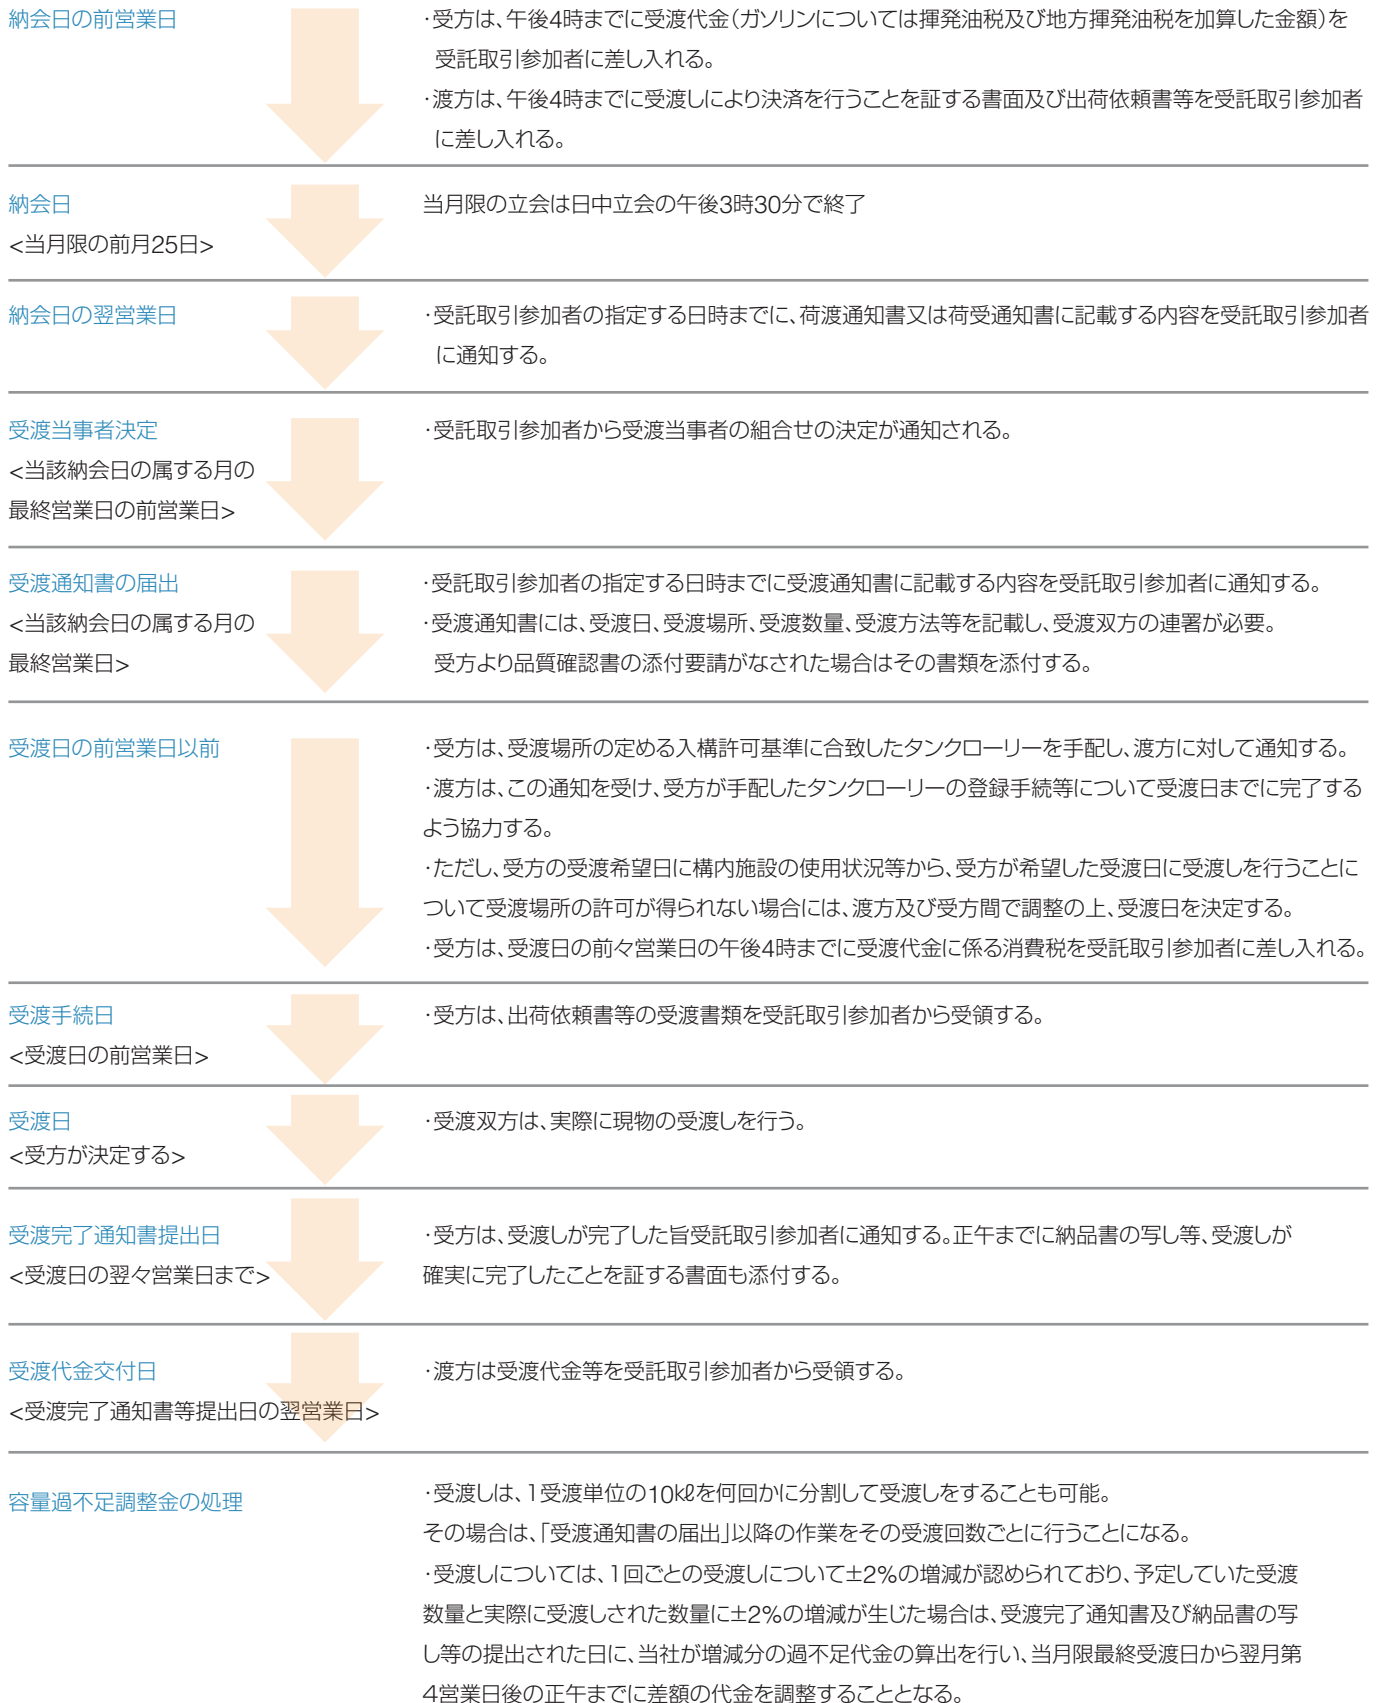 納会日の前営業日
・受方は、午後4時までに受渡代金(ガソリンについては揮発油税及び地方揮発油税を加算した金額)を
受託取引参加者に差し入れる。
・渡方は、午後4時までに受渡しにより決済を行うことを証する書面及び出荷依頼書等を受託取引参加者
に差し入れる。
納会日
<当月限の前月25日>
当月限の立会は日中立会の午後3時30分で終了
納会日の翌営業日
・受託取引参加者の指定する日時までに、荷渡通知書又は荷受通知書に記載する内容を受託取引参加者
に通知する。
受渡当事者決定
<当該納会日の属する月の
最終営業日の前営業日>
・受託取引参加者から受渡当事者の組合せの決定が通知される。
受渡通知書の届出
<当該納会日の属する月の
最終営業日>
・受託取引参加者の指定する日時までに受渡通知書に記載する内容を受託取引参加者に通知する。
・受渡通知書には、受渡日、受渡場所、受渡数量、受渡方法等を記載し、受渡双方の連署が必要。
受方より品質確認書の添付要請がなされた場合はその書類を添付する。
受渡日の前営業日以前
・受方は、受渡場所の定める入構許可基準に合致したタンクローリーを手配し、渡方に対して通知する。
・渡方は、この通知を受け、受方が手配したタンクローリーの登録手続等について受渡日までに完了する
よう協力する。
・ただし、受方の受渡希望日に構内施設の使用状況等から、受方が希望した受渡日に受渡しを行うことに
ついて受渡場所の許可が得られない場合には、渡方及び受方間で調整の上、受渡日を決定する。
・受方は、受渡日の前々営業日の午後4時までに受渡代金に係る消費税を受託取引参加者に差し入れる。
受渡手続日
<受渡日の前営業日>
・受方は、出荷依頼書等の受渡書類を受託取引参加者から受領する。
受渡日
<受方が決定する>
・受渡双方は、実際に現物の受渡しを行う。
受渡完了通知書提出日
<受渡日の翌々営業日まで>
・受方は、受渡しが完了した旨受託取引参加者に通知する。正午までに納品書の写し等、受渡しが
確実に完了したことを証する書面も添付する。
受渡代金交付日
<受渡完了通知書等提出日の翌営業日>
・渡方は受渡代金等を受託取引参加者から受領する。
容量過不足調整金の処理
・受渡しは、1受渡単位の10kℓを何回かに分割して受渡しをすることも可能。
その場合は、「受渡通知書の届出」以降の作業をその受渡回数ごとに行うことになる。
・受渡しについては、1回ごとの受渡しについて±2%の増減が認められており、予定していた受渡
数量と実際に受渡しされた数量に±2%の増減が生じた場合は、受渡完了通知書及び納品書の写
し等の提出された日に、当社が増減分の過不足代金の算出を行い、当月限最終受渡日から翌月第
4営業日後の正午までに差額の代金を調整することとなる。